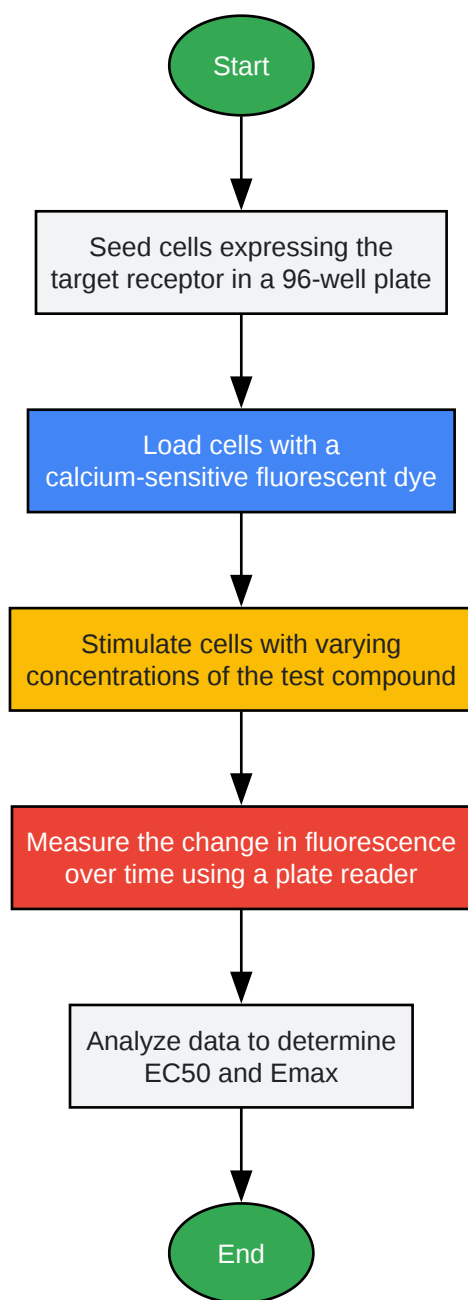 Start
Seed cells expressing the
target receptor in a 96-well plate
Load cells with a
calcium-sensitive fluorescent dye
Stimulate cells with varying
concentrations of the test compound
Measure the change in fluorescence
over time using a plate reader
Analyze data to determine
EC50 and Emax
End